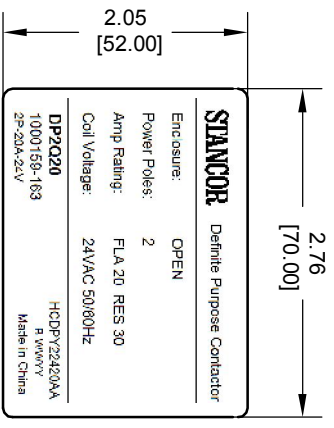 2.05
[52.00]
2.76
[70.00]
STANCOR Definite Purpose Contactor
Enclosure: OPEN
Power Poles: 2
Amp Rating: FLA 20 RES 30
Coil Voltage: 24VAC 50/60Hz
DP2Q20 HCDPY22420AA
1000159-163 R WWYY
2P-20A-24V Made in China